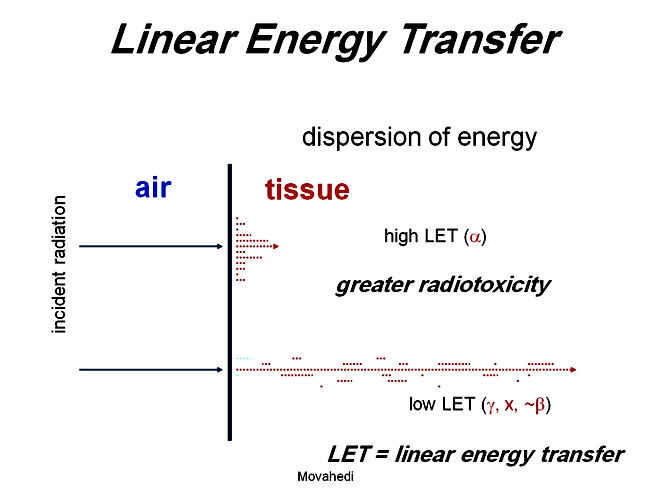 Linear Energy Transfer
dispersion of energy
air
tissue
incident radiation
high LET (α)
greater radiotoxicity
low LET (γ, x, ~β)
LET = linear energy transfer
Movahedi